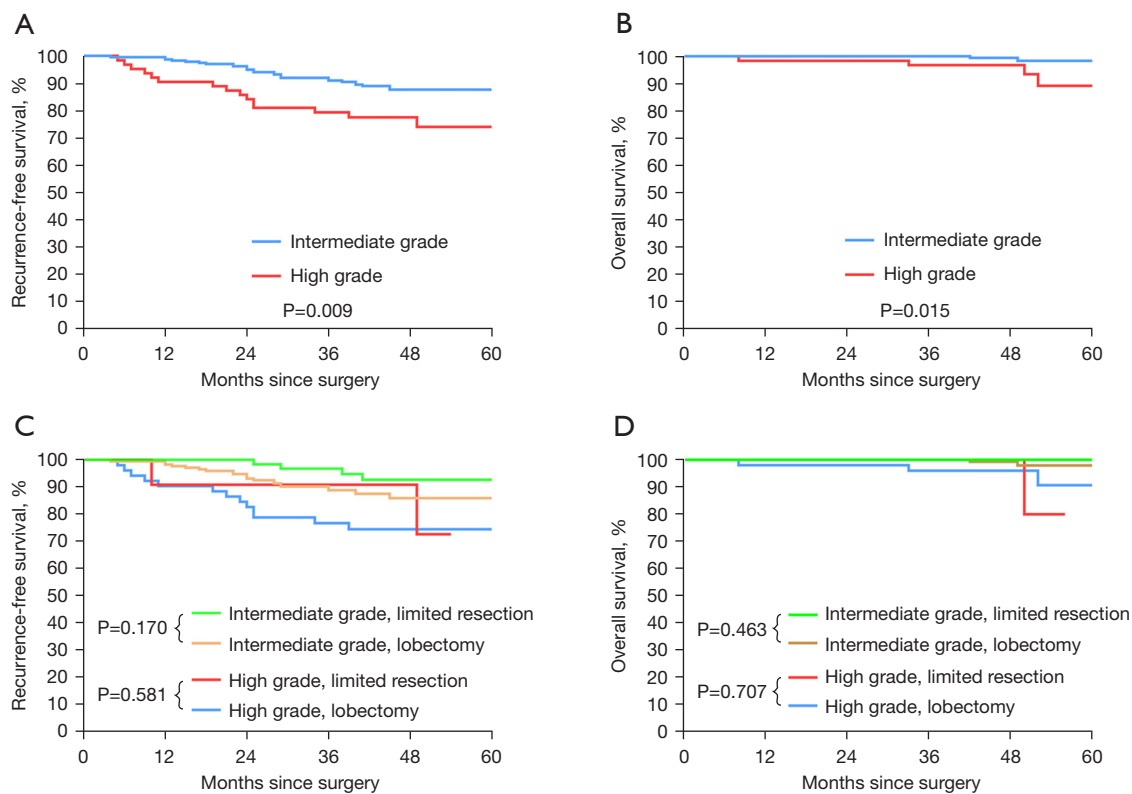 A
Recurrence-free survival, %
100
90
80
70
60
50
40
30
20
10
0
Intermediate grade
High grade
P=0.009
0 12 24 36 48 60
Months since surgery
B
Overall survival, %
100
90
80
70
60
50
40
30
20
10
0
Intermediate grade
High grade
P=0.015
0 12 24 36 48 60
Months since surgery
C
Recurrence-free survival, %
100
90
80
70
60
50
40
30
20
10
0
P=0.170
Intermediate grade, limited resection
Intermediate grade, lobectomy
P=0.581
High grade, limited resection
High grade, lobectomy
0 12 24 36 48 60
Months since surgery
D
Overall survival, %
100
90
80
70
60
50
40
30
20
10
0
P=0.463
Intermediate grade, limited resection
Intermediate grade, lobectomy
P=0.707
High grade, limited resection
High grade, lobectomy
0 12 24 36 48 60
Months since surgery